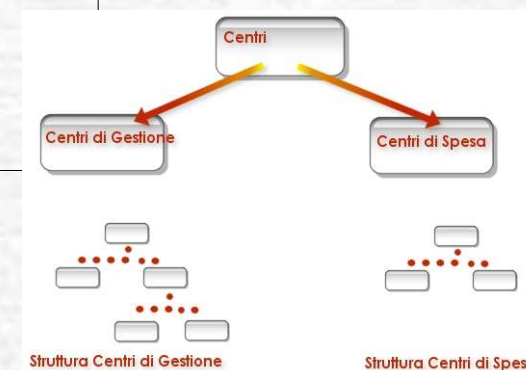 Centri
Centri di Gestione
Centri di Spesa
Struttura Centri di Gestione
Struttura Centri di Spes